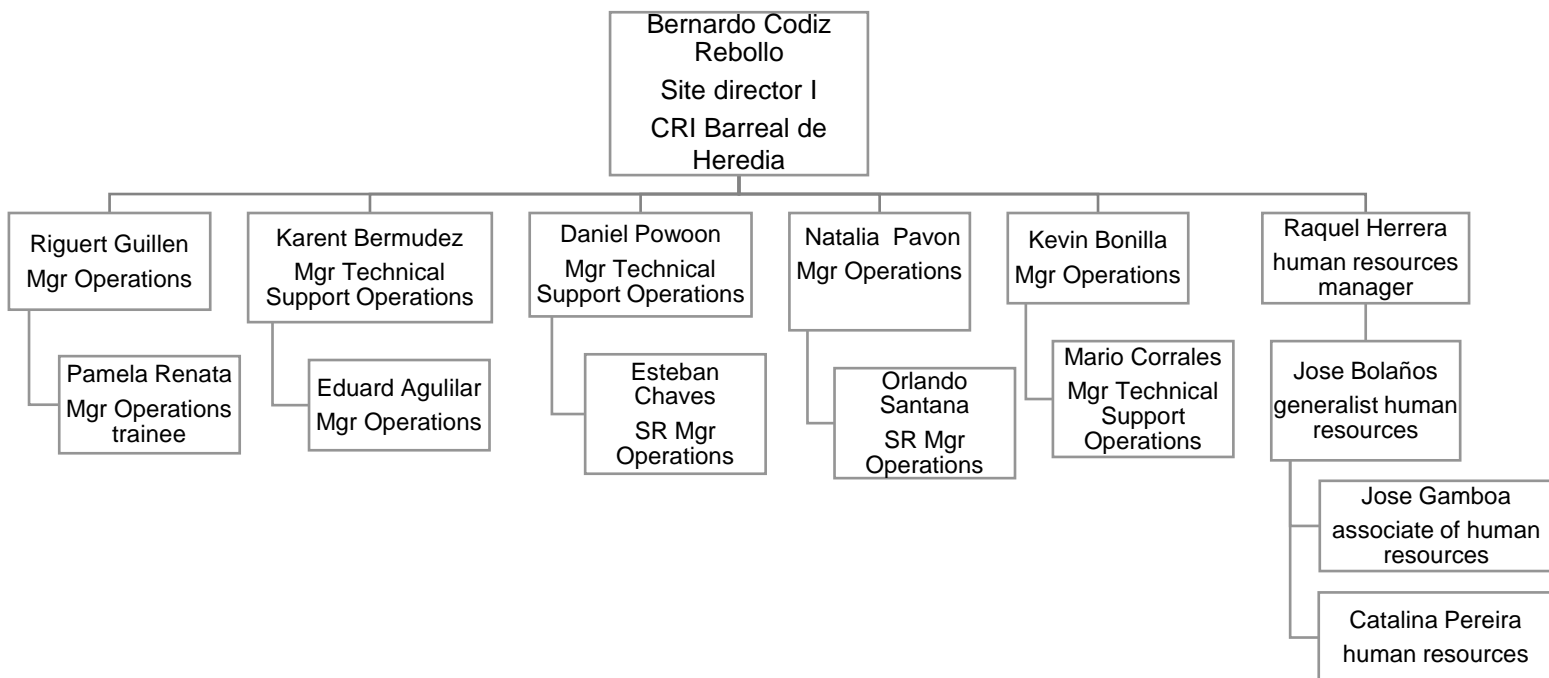 Bernardo Codiz
Rebollo
Site director I
CRI Barreal de
Heredia
Riguert Guillen
Mgr Operations
Karent Bermudez
Mgr Technical
Support Operations
Daniel Powoon
Mgr Technical
Support Operations
Natalia Pavon
Mgr Operations
Kevin Bonilla
Mgr Operations
Raquel Herrera
human resources
manager
Pamela Renata
Mgr Operations
trainee
Eduard Agulilar
Mgr Operations
Esteban
Chaves
SR Mgr
Operations
Orlando
Santana
SR Mgr
Operations
Mario Corrales
Mgr Technical
Support
Operations
Jose Bolaños
generalist human
resources
Jose Gamboa
associate of human
resources
Catalina Pereira
human resources